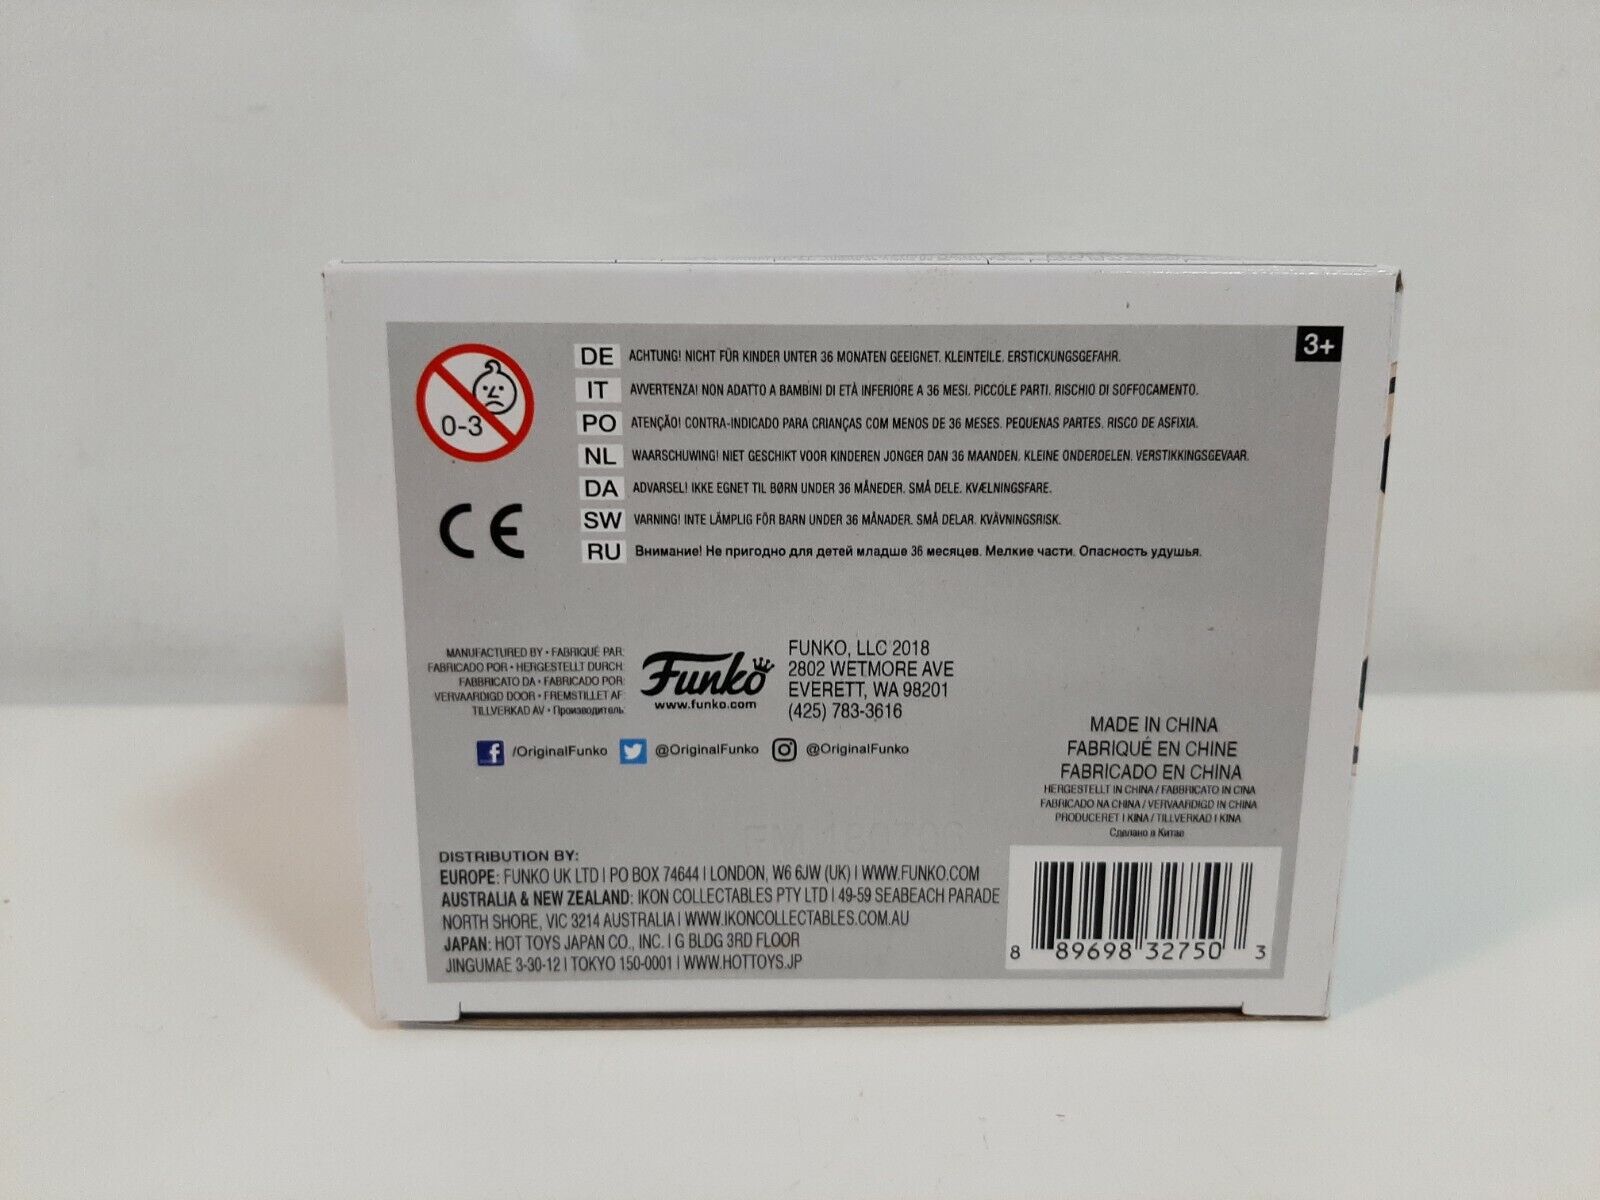 3+
0-3
DE ACHTUNG! NICHT FÜR KINDER UNTER 36 MONATEN GEEIGNET. KLEINTEILE. ERSTICKUNGSGEFAHR.
IT AVVERTENZA! NON ADATTO A BAMBINI DI ETÀ INFERIORE A 36 MESI. PICCOLE PARTI. RISCHIO DI SOFFOCAMENTO.
PO ATENÇÃO! CONTRA-INDICADO PARA CRIANÇAS COM MENOS DE 36 MESES. PEQUENAS PARTES. RISCO DE ASFIXIA.
NL WAARSCHUWING! NIET GESCHIKT VOOR KINDEREN JONGER DAN 36 MAANDEN. KLEINE ONDERDELEN. VERSTIKKINGSGEVAAR.
DA ADVARSEL! IKKE EGNET TIL BØRN UNDER 36 MÅNEDER. SMÅ DELE. KVÆLNINGSFARE.
SW VARNING! INTE LÄMPLIG FÖR BARN UNDER 36 MÅNADER. SMÅ DELAR. KVÄVNINGSRISK.
RU Внимание! Не пригодно для детей младше 36 месяцев. Мелкие части. Опасность удушья.
CE
MANUFACTURED BY • FABRIQUÉ PAR:
FABRICADO POR • HERGESTELLT DURCH:
FABBRICATO DA • FABRICADO POR:
VERVAARDIGD DOOR • FREMSTILLET AF:
TILLVERKAD AV • Производитель:
Funko
www.funko.com
FUNKO, LLC 2018
2802 WETMORE AVE
EVERETT, WA 98201
(425) 783-3616
/OriginalFunko @OriginalFunko @OriginalFunko
MADE IN CHINA
FABRIQUÉ EN CHINE
FABRICADO EN CHINA
HERGESTELLT IN CHINA / FABBRICATO IN CINA
FABRICADO NA CHINA / VERVAARDIGD IN CHINA
PRODUCERET I KINA / TILLVERKAD I KINA
Сделано в Китае
DISTRIBUTION BY:
EUROPE: FUNKO UK LTD | PO BOX 74644 | LONDON, W6 6JW (UK) | WWW.FUNKO.COM
AUSTRALIA & NEW ZEALAND: IKON COLLECTABLES PTY LTD | 49-59 SEABEACH PARADE
NORTH SHORE, VIC 3214 AUSTRALIA | WWW.IKONCOLLECTABLES.COM.AU
JAPAN: HOT TOYS JAPAN CO., INC. | G BLDG 3RD FLOOR
JINGUMAE 3-30-12 | TOKYO 150-0001 | WWW.HOTTOYS.JP
8 89698 32750 3